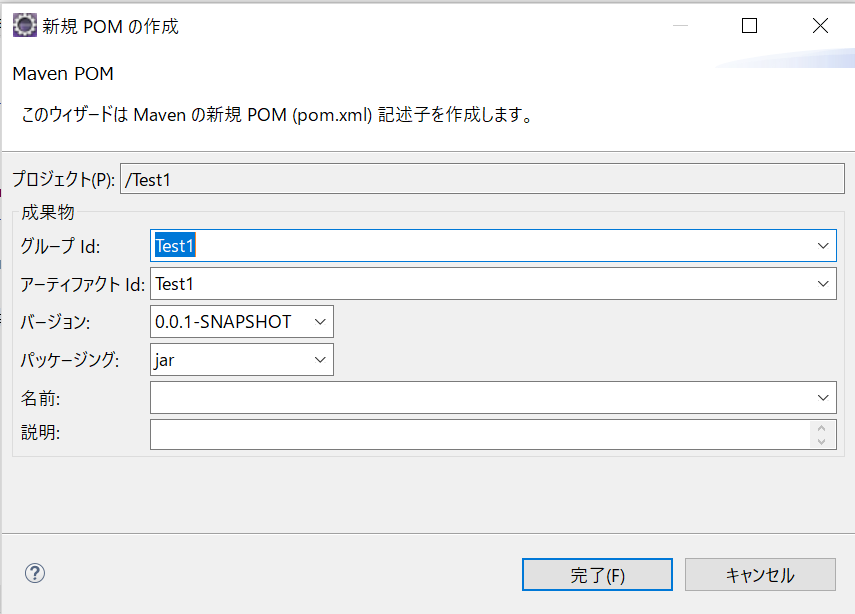 新規 POM の作成
Maven POM
このウィザードは Maven の新規 POM (pom.xml) 記述子を作成します。
プロジェクト(P): /Test1
成果物
グループ Id: Test1
アーティファクト Id: Test1
バージョン: 0.0.1-SNAPSHOT
パッケージング: jar
名前:
説明:
完了(F) キャンセル